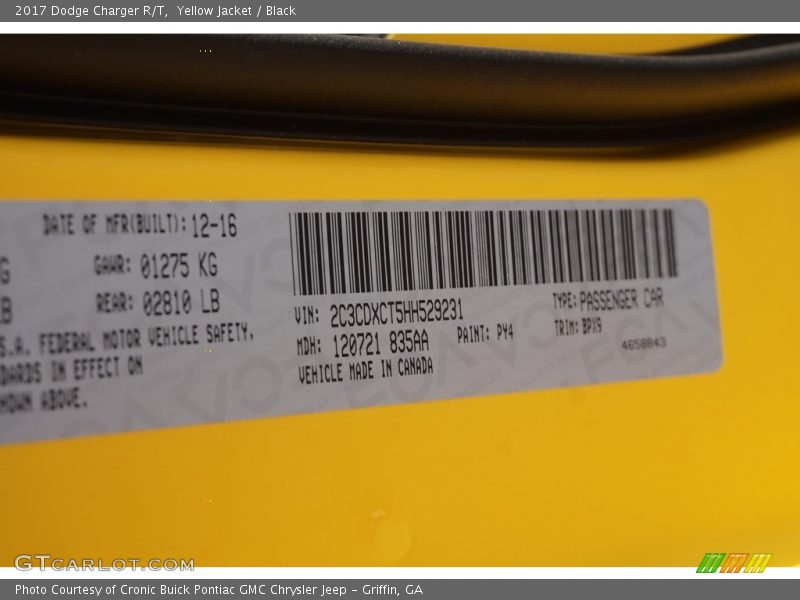 2017 Dodge Charger R/T,  Yellow Jacket / Black
DATE OF MFR(BUILT): 12-16
GAWR: 01275 KG
REAR: 02810 LB
S.A. FEDERAL MOTOR VEHICLE SAFETY,
IN EFFECT ON
ABOVE.
VIN: 2C3CDXCT5HH529231
MDH: 120721 835AA
PAINT: PY4
VEHICLE MADE IN CANADA
TYPE: PASSENGER CAR
TRIM: BPX9
4658843
GTCARLOT.COM
Photo Courtesy of Cronic Buick Pontiac GMC Chrysler Jeep - Griffin, GA